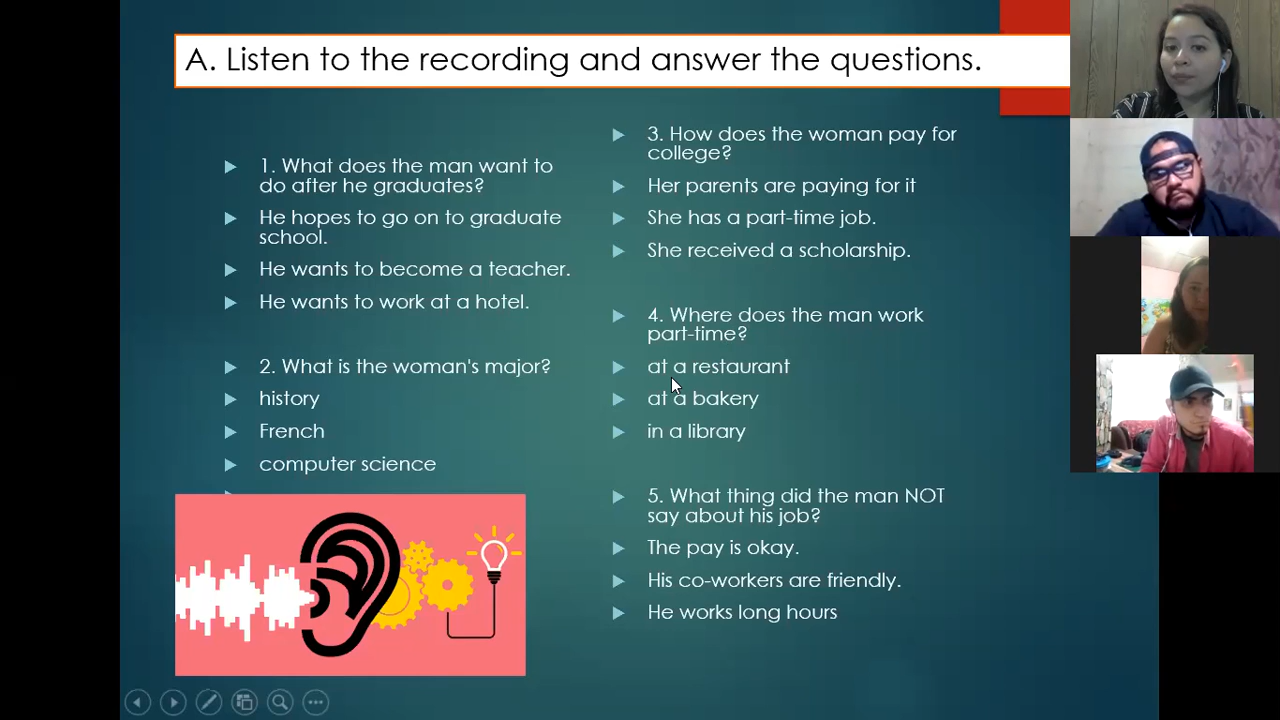 A. Listen to the recording and answer the questions.
1. What does the man want to
do after he graduates?
He hopes to go on to graduate
school.
He wants to become a teacher.
He wants to work at a hotel.
2. What is the woman's major?
history
French
computer science
3. How does the woman pay for
college?
Her parents are paying for it
She has a part-time job.
She received a scholarship.
4. Where does the man work
part-time?
at a restaurant
at a bakery
in a library
5. What thing did the man NOT
say about his job?
The pay is okay.
His co-workers are friendly.
He works long hours